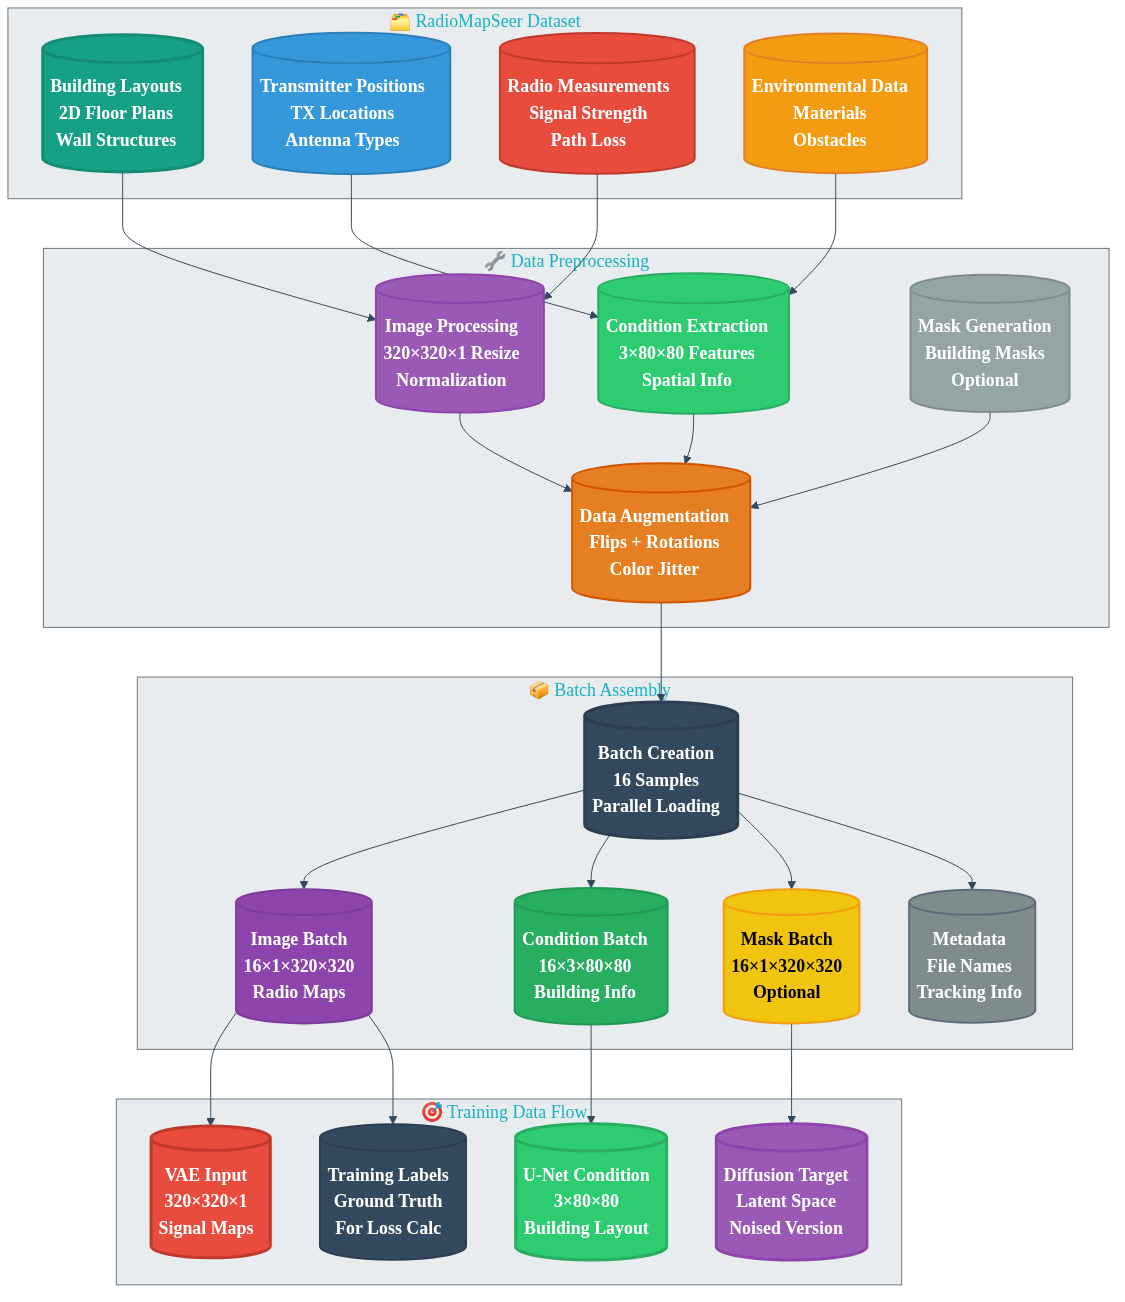 RadioMapSeer Dataset
Building Layouts
2D Floor Plans
Wall Structures
Transmitter Positions
TX Locations
Antenna Types
Radio Measurements
Signal Strength
Path Loss
Environmental Data
Materials
Obstacles
Data Preprocessing
Image Processing
320×320×1 Resize
Normalization
Condition Extraction
3×80×80 Features
Spatial Info
Mask Generation
Building Masks
Optional
Data Augmentation
Flips + Rotations
Color Jitter
Batch Assembly
Batch Creation
16 Samples
Parallel Loading
Image Batch
16×1×320×320
Radio Maps
Condition Batch
16×3×80×80
Building Info
Mask Batch
16×1×320×320
Optional
Metadata
File Names
Tracking Info
Training Data Flow
VAE Input
320×320×1
Signal Maps
Training Labels
Ground Truth
For Loss Calc
U-Net Condition
3×80×80
Building Layout
Diffusion Target
Latent Space
Noised Version